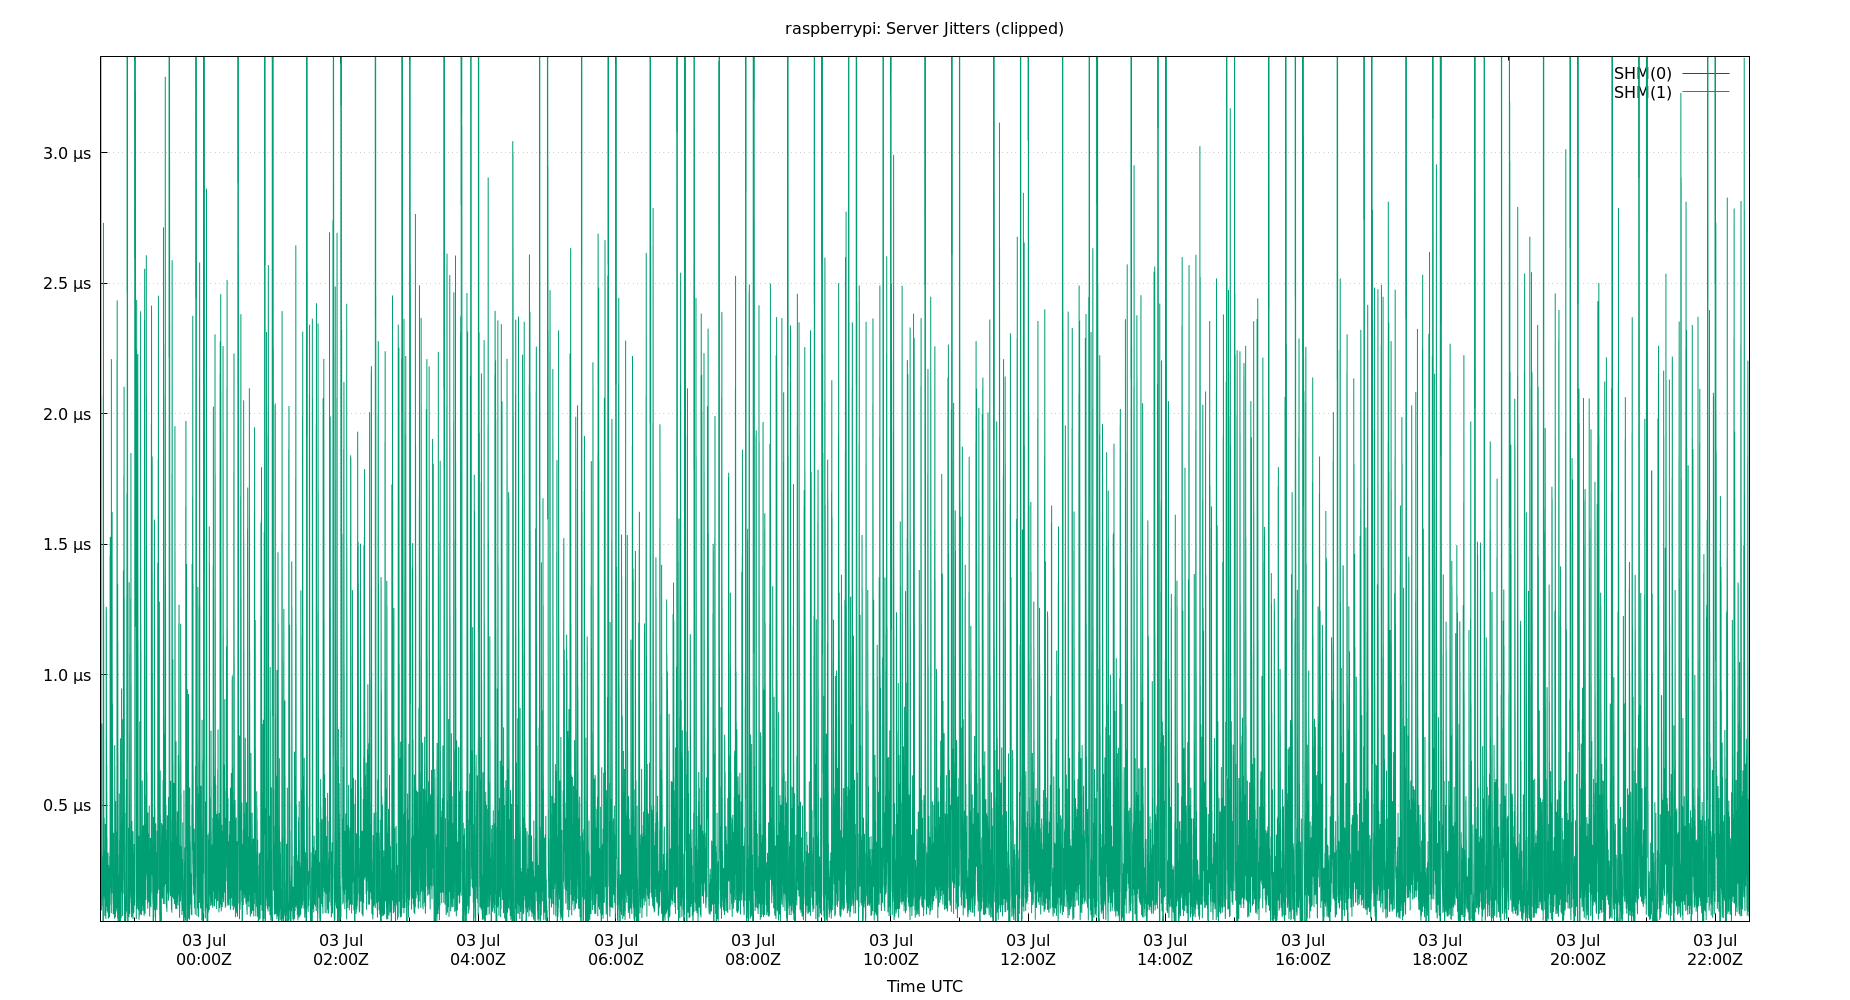 raspberrypi: Server Jitters (clipped)
SHM(0)
SHM(1)
3.0 µs
2.5 µs
2.0 µs
1.5 µs
1.0 µs
0.5 µs
03 Jul 03 Jul 03 Jul 03 Jul 03 Jul 03 Jul 03 Jul 03 Jul 03 Jul 03 Jul 03 Jul 03 Jul
00:00Z 02:00Z 04:00Z 06:00Z 08:00Z 10:00Z 12:00Z 14:00Z 16:00Z 18:00Z 20:00Z 22:00Z
Time UTC